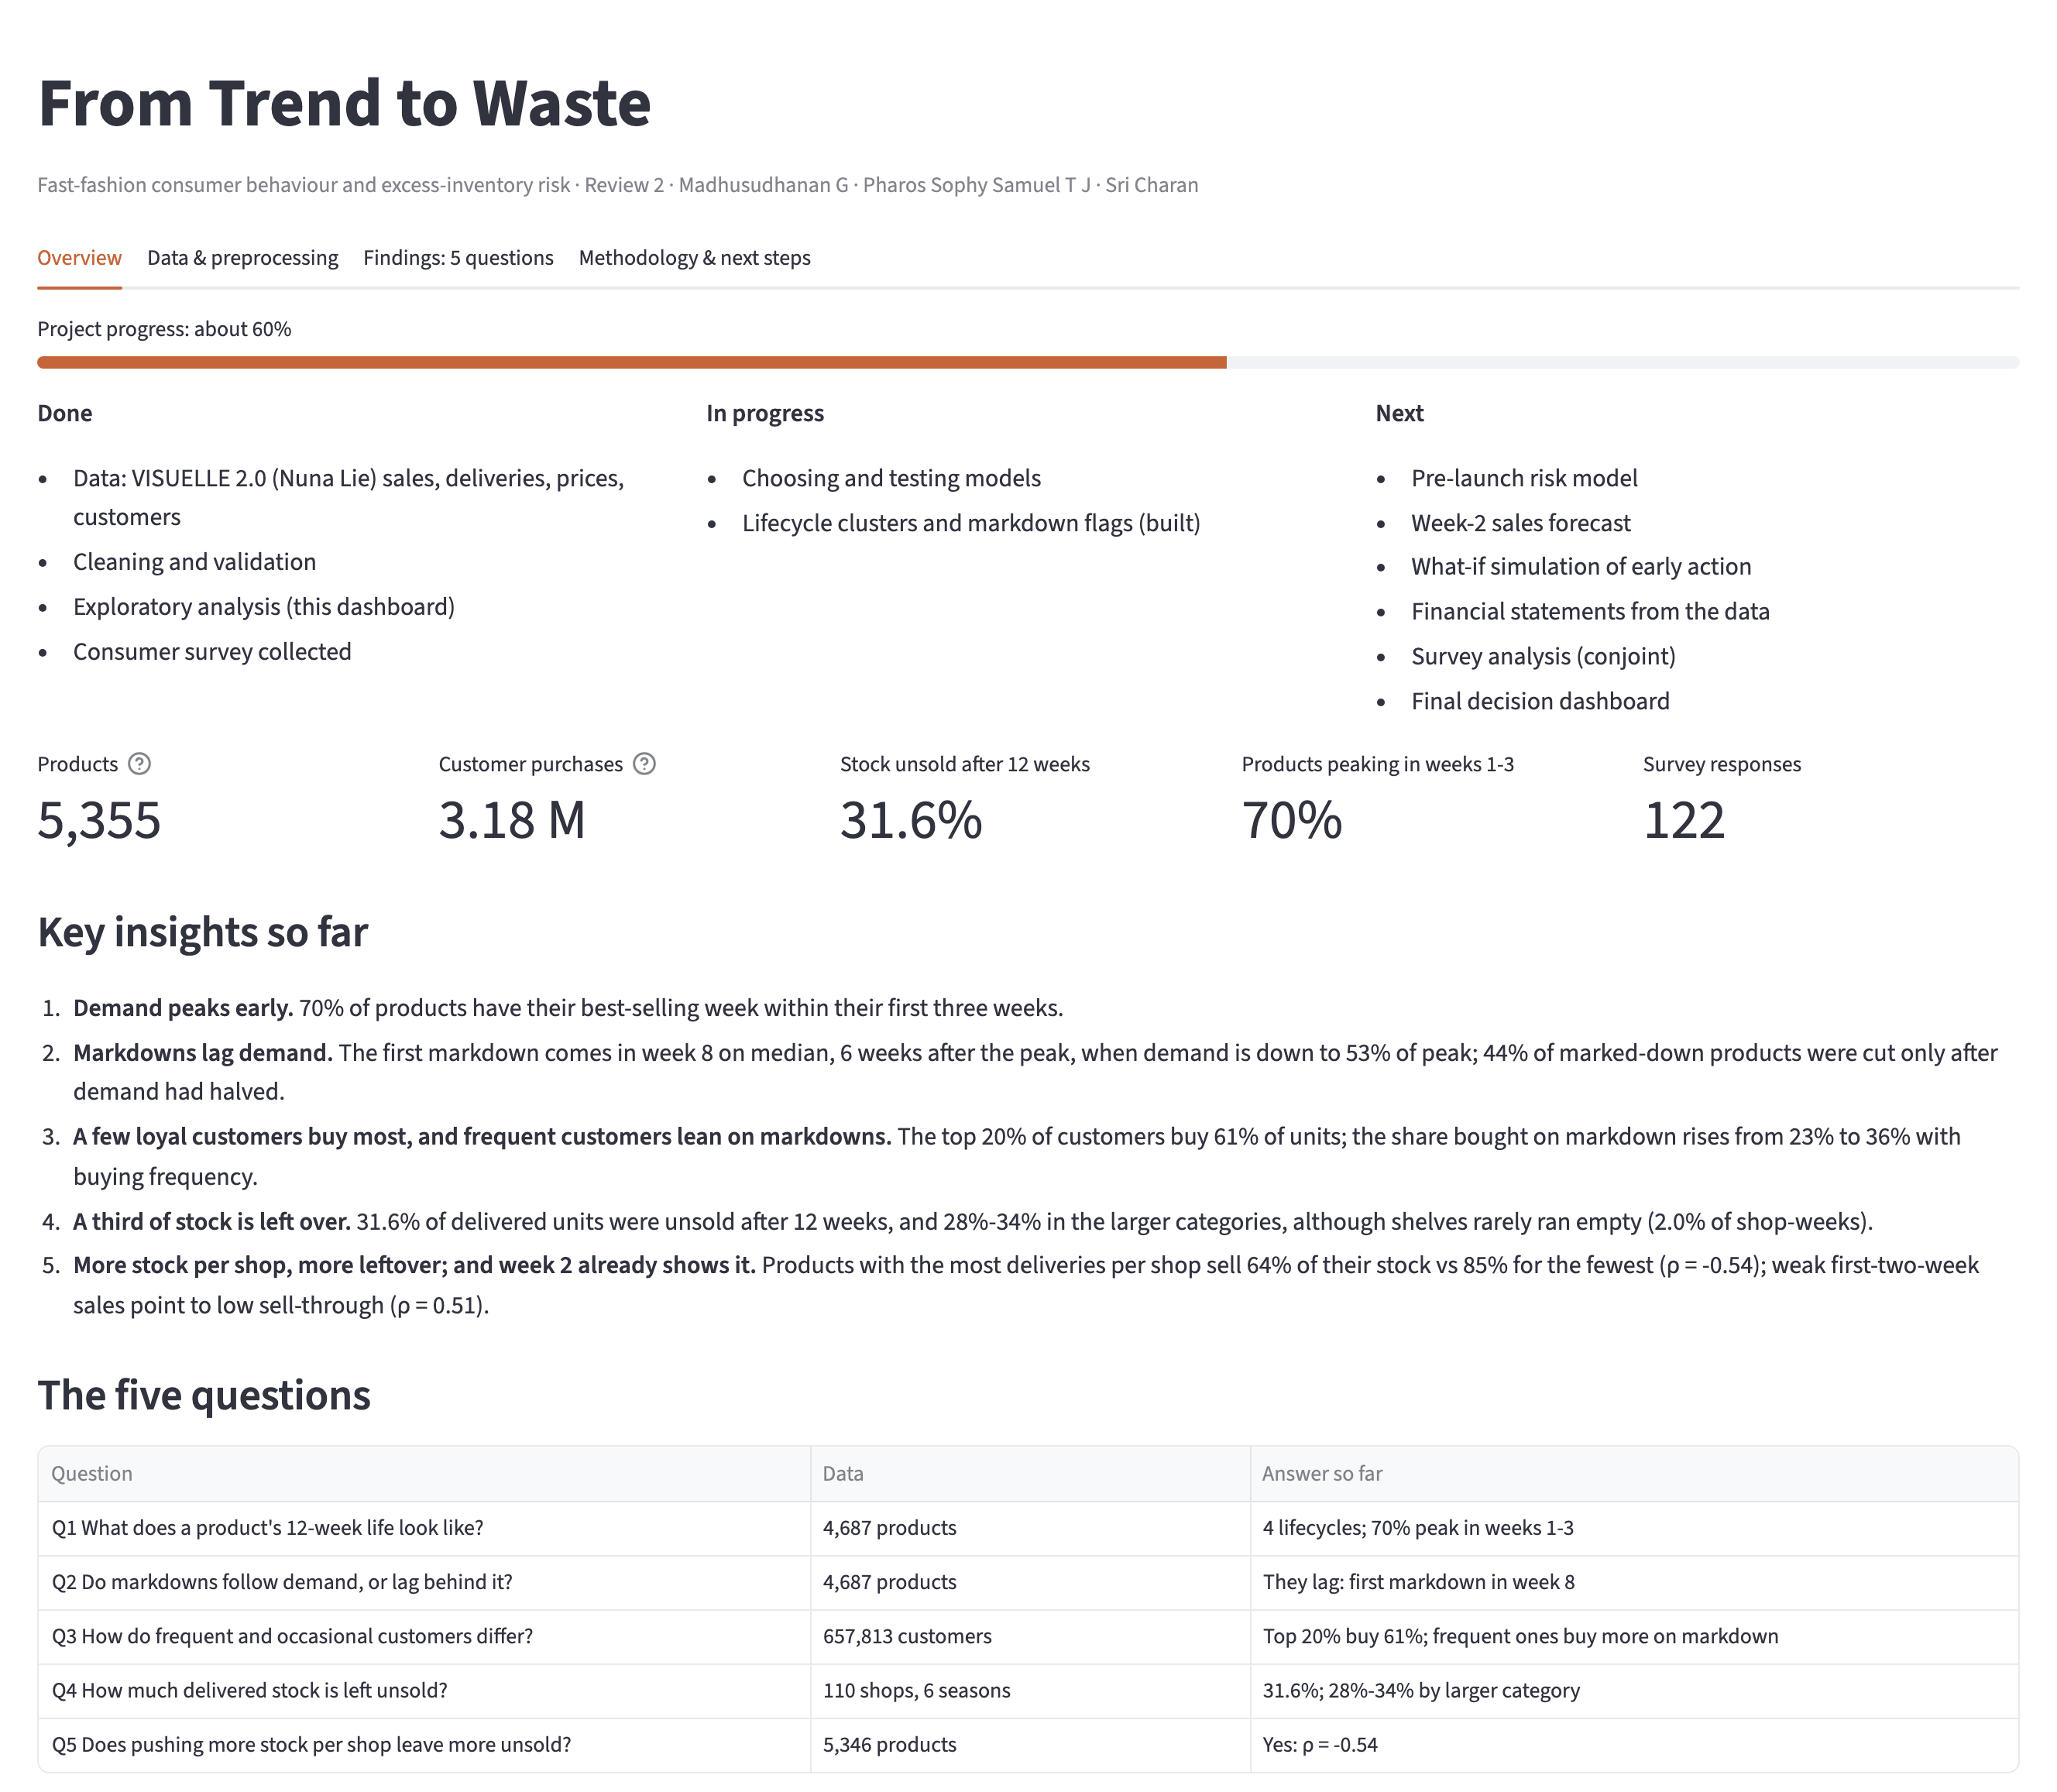 From Trend to Waste
Fast-fashion consumer behaviour and excess-inventory risk · Review 2 · Madhusudhanan G · Pharos Sophy Samuel T J · Sri Charan
Overview
Data & preprocessing
Findings: 5 questions
Methodology & next steps
Project progress: about 60%
Done
• Data: VISUELLE 2.0 (Nuna Lie) sales, deliveries, prices,
customers
• Cleaning and validation
• Exploratory analysis (this dashboard)
• Consumer survey collected
In progress
• Choosing and testing models
• Lifecycle clusters and markdown flags (built)
Next
• Pre-launch risk model
• Week-2 sales forecast
• What-if simulation of early action
• Financial statements from the data
• Survey analysis (conjoint)
• Final decision dashboard
Products ?
5,355
Customer purchases ?
3.18 M
Stock unsold after 12 weeks
31.6%
Products peaking in weeks 1-3
70%
Survey responses
122
Key insights so far
1. Demand peaks early. 70% of products have their best-selling week within their first three weeks.
2. Markdowns lag demand. The first markdown comes in week 8 on median, 6 weeks after the peak, when demand is down to 53% of peak; 44% of marked-down products were cut only after
demand had halved.
3. A few loyal customers buy most, and frequent customers lean on markdowns. The top 20% of customers buy 61% of units; the share bought on markdown rises from 23% to 36% with
buying frequency.
4. A third of stock is left over. 31.6% of delivered units were unsold after 12 weeks, and 28%-34% in the larger categories, although shelves rarely ran empty (2.0% of shop-weeks).
5. More stock per shop, more leftover; and week 2 already shows it. Products with the most deliveries per shop sell 64% of their stock vs 85% for the fewest (ρ = -0.54); weak first-two-week
sales point to low sell-through (ρ = 0.51).
The five questions
Question Data Answer so far
Q1 What does a product's 12-week life look like? 4,687 products 4 lifecycles; 70% peak in weeks 1-3
Q2 Do markdowns follow demand, or lag behind it? 4,687 products They lag: first markdown in week 8
Q3 How do frequent and occasional customers differ? 657,813 customers Top 20% buy 61%; frequent ones buy more on markdown
Q4 How much delivered stock is left unsold? 110 shops, 6 seasons 31.6%; 28%-34% by larger category
Q5 Does pushing more stock per shop leave more unsold? 5,346 products Yes: ρ = -0.54